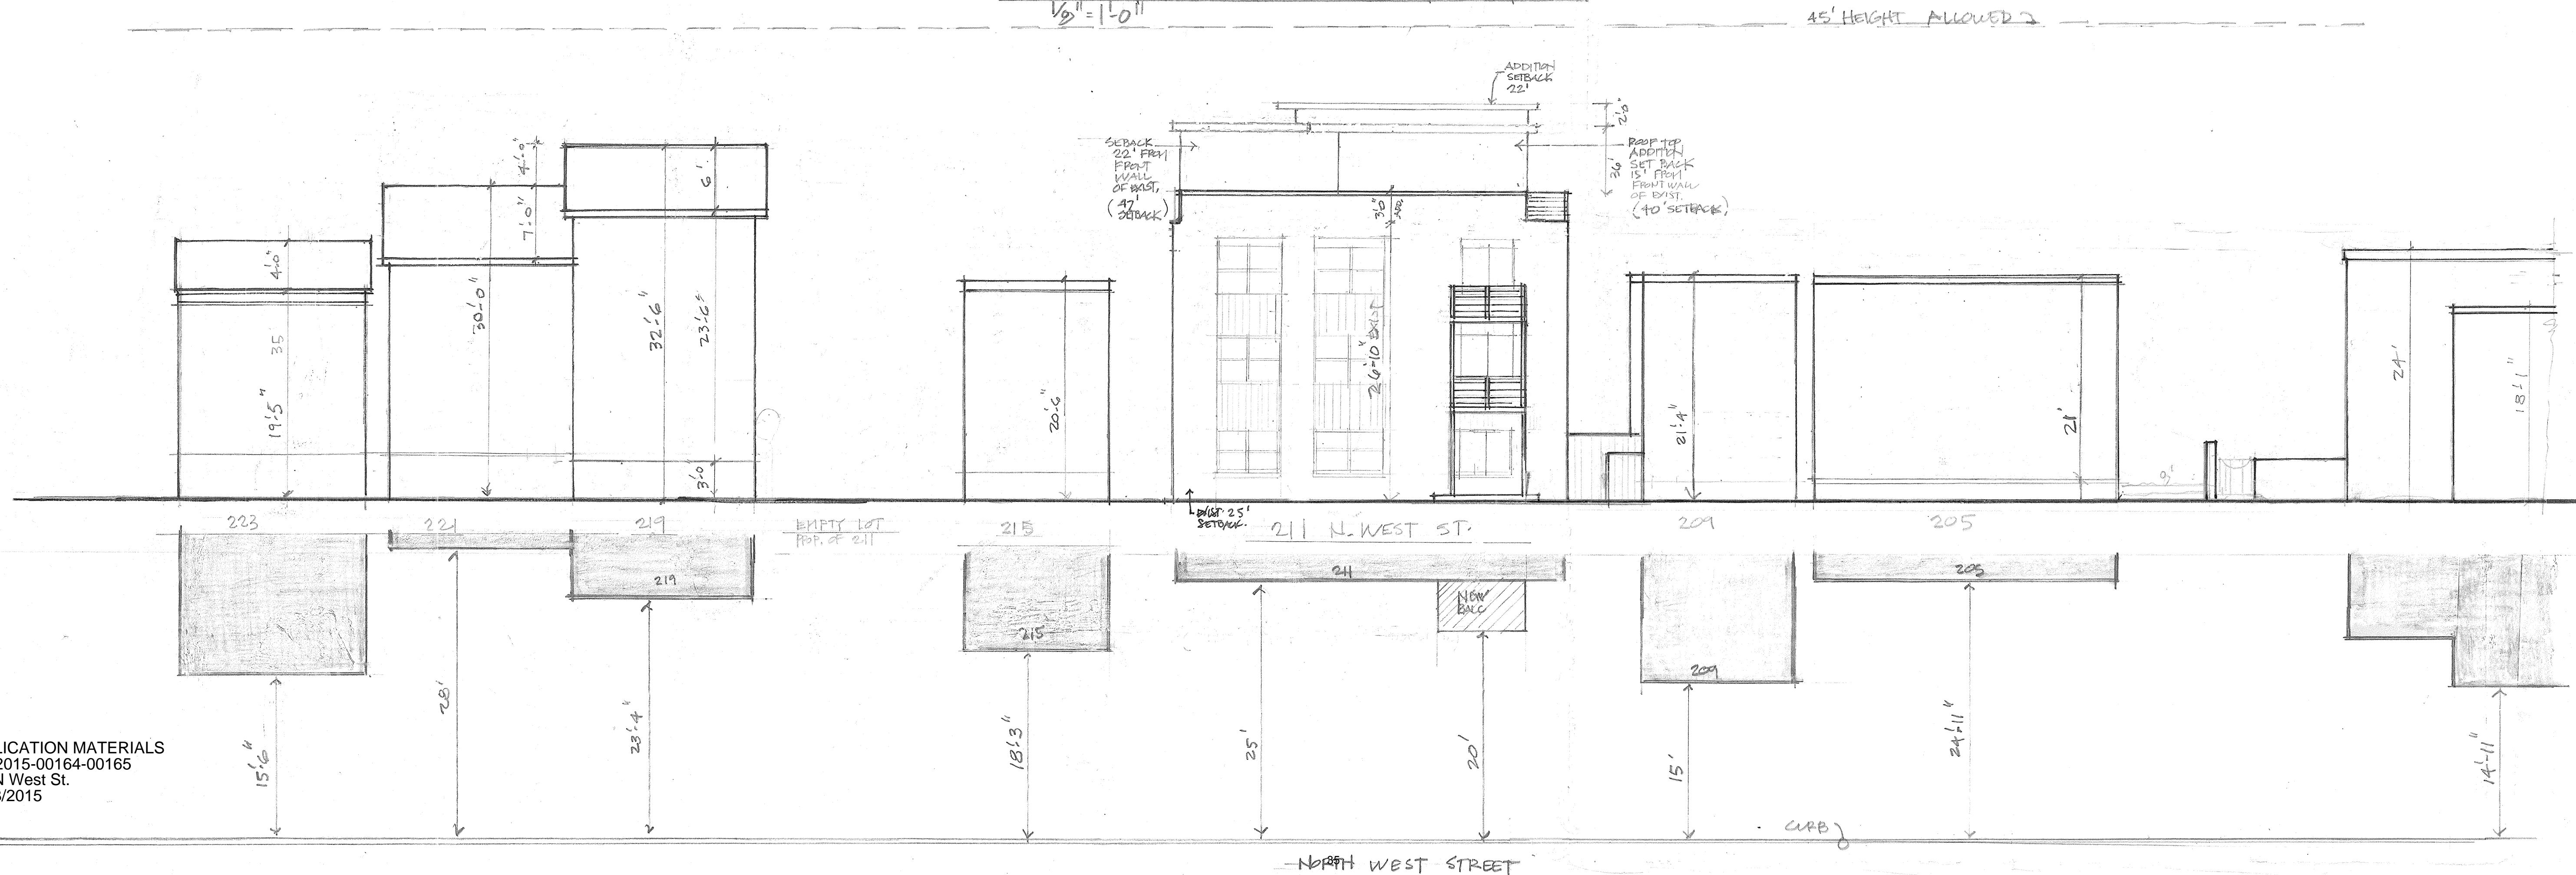 1/8" = 1'-0"
45' HEIGHT ALLOWED
ADDITION
SETBACK
22'
2'-0"
36'
SEBACK
22' FROM
FRONT
WALL
OF EXIST.
(47'
SETBACK)
ROOF TOP
ADDITION
SET BACK
15' FROM
FRONT WALL
OF EXIST.
(40' SETBACK)
4'-0"
7'-0"
6'
4'-0"
3'-0"
ADD.
35
19'-5"
30'-0"
32'-6"
23'-6"
3'-0"
20'-6"
26'-10" EXIST
21'-4"
21'
9'
24'
18'-1"
EXIST. 25'
SETBACK.
223
221
219
EMPTY LOT
PROP. OF 211
215
211 N. WEST ST.
209
205
219
215
211
NEW
BALC
209
205
15'-6"
28'
23'-4"
18'-3"
25'
20'
15'
24'-11"
14'-11"
LICATION MATERIALS
2015-00164-00165
N West St.
/2015
CURB
NORTH WEST STREET